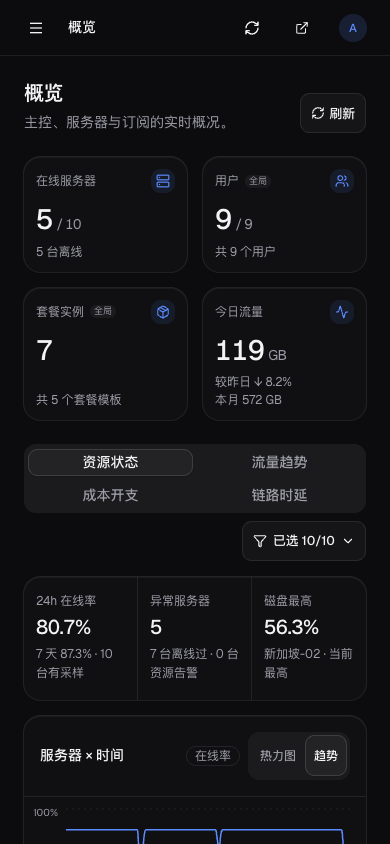 概览
A
概览
主控、服务器与订阅的实时概况。
刷新
在线服务器
5 / 10
5 台离线
用户 全局
9 / 9
共 9 个用户
套餐实例 全局
7
共 5 个套餐模板
今日流量
119 GB
较昨日 ↓ 8.2%
本月 572 GB
资源状态
流量趋势
成本开支
链路时延
已选 10/10
24h 在线率
80.7%
7 天 87.3% · 10
台有采样
异常服务器
5
7 台离线过 · 0 台
资源告警
磁盘最高
56.3%
新加坡-02 · 当前
最高
服务器 × 时间
在线率
热力图
趋势
100%